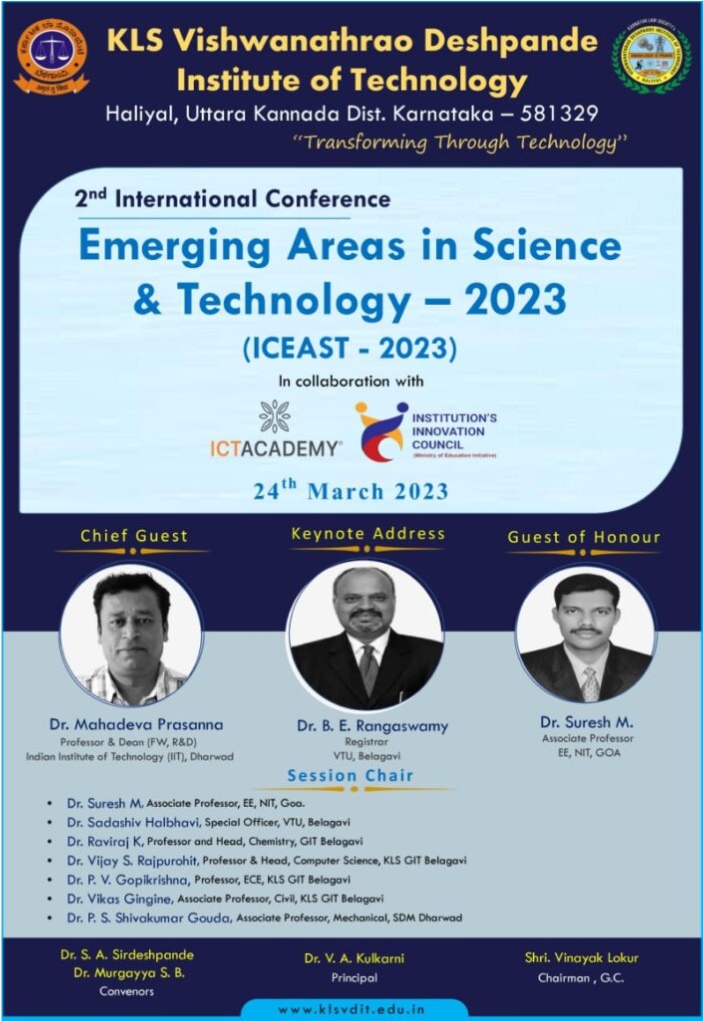 KLS Vishwanathrao Deshpande
Institute of Technology
Haliyal, Uttara Kannada Dist. Karnataka – 581329
“Transforming Through Technology”
2nd International Conference
Emerging Areas in Science
& Technology – 2023
(ICEAST - 2023)
In collaboration with
ICTACADEMY®
INSTITUTION'S
INNOVATION
COUNCIL
(Ministry of Education Initiative)
24th March 2023
Chief Guest
Keynote Address
Guest of Honour
Dr. Mahadeva Prasanna
Professor & Dean (FW, R&D)
Indian Institute of Technology (IIT), Dharwad
Dr. B. E. Rangaswamy
Registrar
VTU, Belagavi
Dr. Suresh M.
Associate Professor
EE, NIT, GOA
Session Chair
• Dr. Suresh M, Associate Professor, EE, NIT, Goa.
• Dr. Sadashiv Halbhavi, Special Officer, VTU, Belagavi
• Dr. Raviraj K, Professor and Head, Chemistry, GIT Belagavi
• Dr. Vijay S. Rajpurohit, Professor & Head, Computer Science, KLS GIT Belagavi
• Dr. P. V. Gopikrishna, Professor, ECE, KLS GIT Belagavi
• Dr. Vikas Gingine, Associate Professor, Civil, KLS GIT Belagavi
• Dr. P. S. Shivakumar Gouda, Associate Professor, Mechanical, SDM Dharwad
Dr. S. A. Sirdeshpande
Dr. Murgayya S. B.
Convenors
Dr. V. A. Kulkarni
Principal
Shri. Vinayak Lokur
Chairman , G.C.
www.klsvdit.edu.in